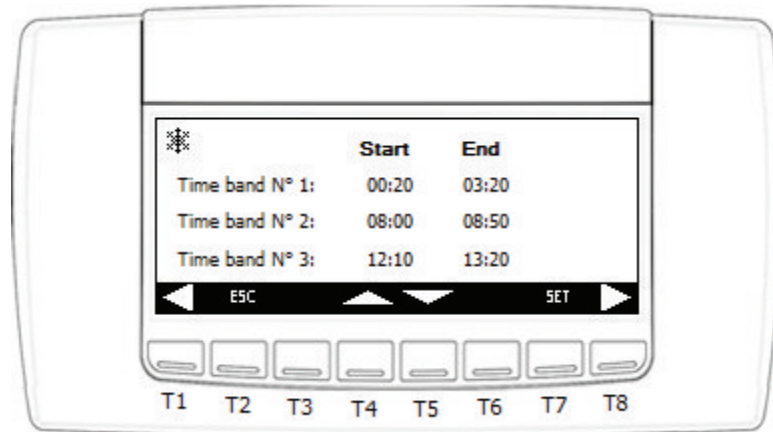 Start End
Time band N° 1: 00:20 03:20
Time band N° 2: 08:00 08:50
Time band N° 3: 12:10 13:20
ESC SET
T1 T2 T3 T4 T5 T6 T7 T8